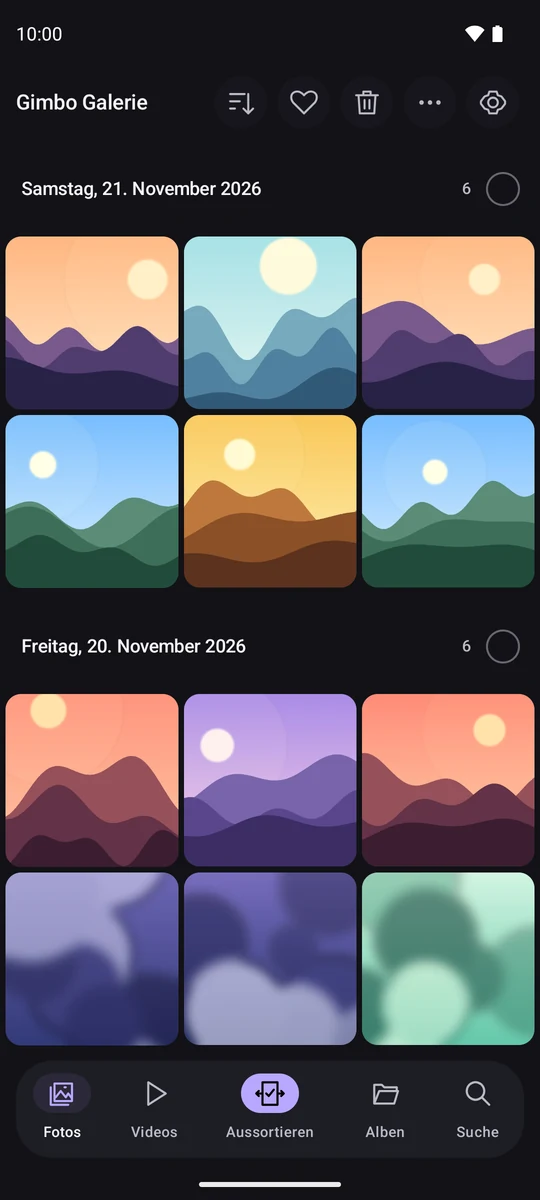 10:00
Gimbo Galerie
Samstag, 21. November 2026
6
Freitag, 20. November 2026
6
Fotos
Videos
Aussortieren
Alben
Suche